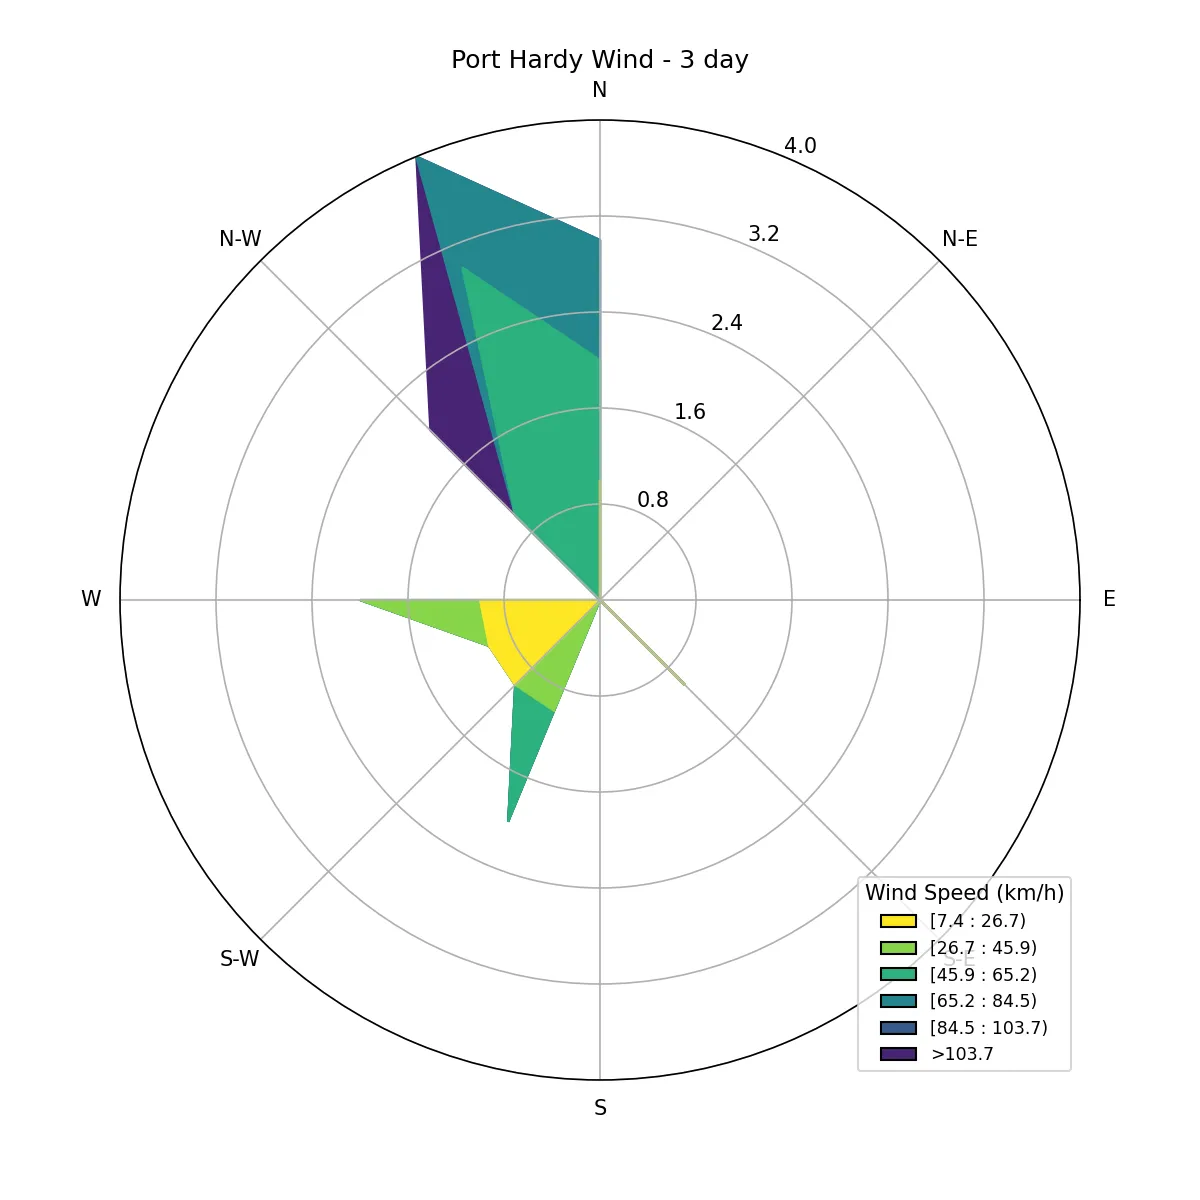 Port Hardy Wind - 3 day
N
4.0
N-W
3.2
N-E
2.4
1.6
0.8
W
E
S-W
S-E
S
Wind Speed (km/h)
[7.4 : 26.7)
[26.7 : 45.9)
[45.9 : 65.2)
[65.2 : 84.5)
[84.5 : 103.7)
>103.7